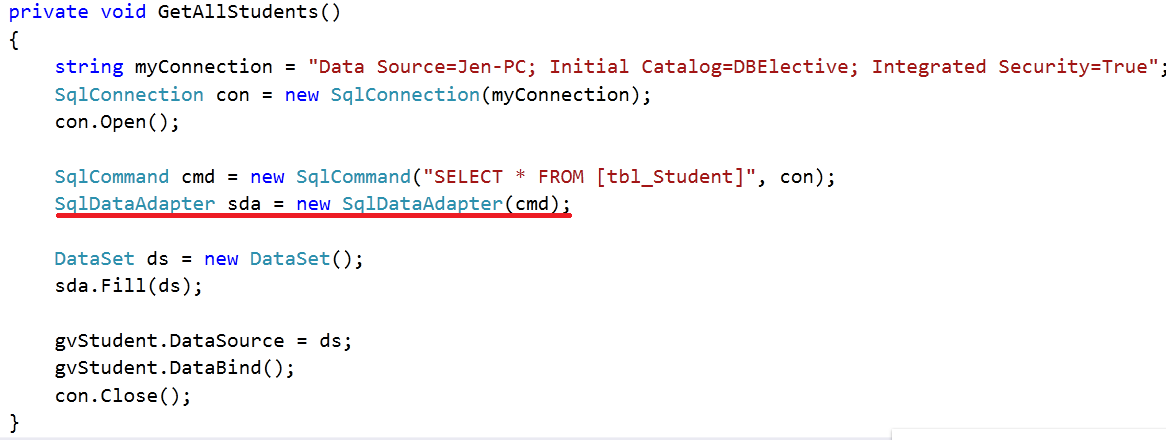 private void GetAllStudents()
{
string myConnection = "Data Source=Jen-PC; Initial Catalog=DBElective; Integrated Security=True";
SqlConnection con = new SqlConnection(myConnection);
con.Open();
SqlCommand cmd = new SqlCommand("SELECT * FROM [tbl_Student]", con);
SqlDataAdapter sda = new SqlDataAdapter(cmd);
DataSet ds = new DataSet();
sda.Fill(ds);
gvStudent.DataSource = ds;
gvStudent.DataBind();
con.Close();
}